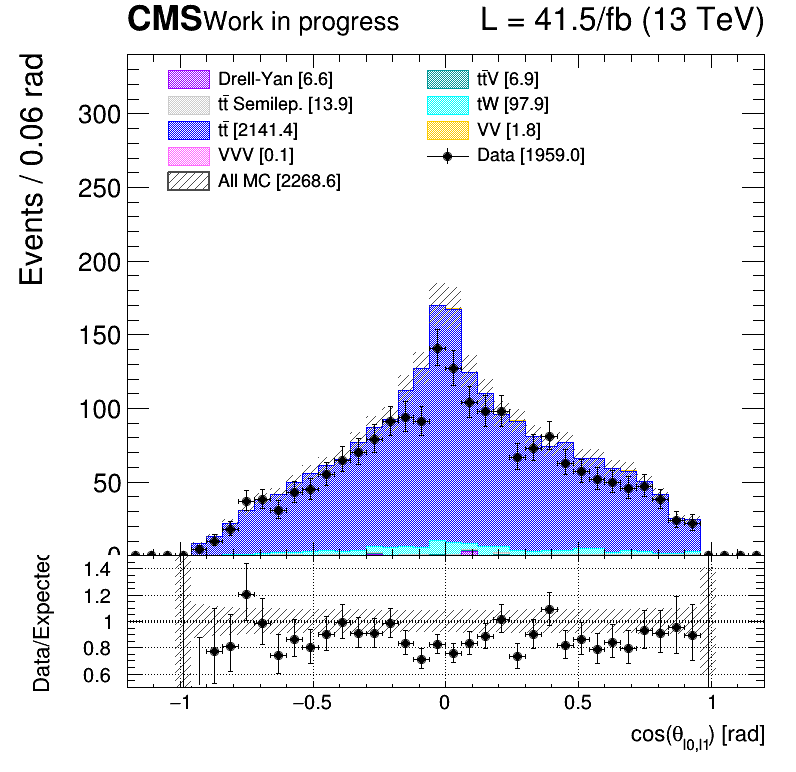 CMS Work in progress L = 41.5/fb (13 TeV)
Events / 0.06 rad
Drell-Yan [6.6]
tt̄ Semilep. [13.9]
tt̄ [2141.4]
VVV [0.1]
All MC [2268.6]
tt̄V [6.9]
tW [97.9]
VV [1.8]
Data [1959.0]
300
250
200
150
100
50
0
Data/Expected
1.4
1.2
1
0.8
0.6
−1 −0.5 0 0.5 1
cos(θl0,l1) [rad]